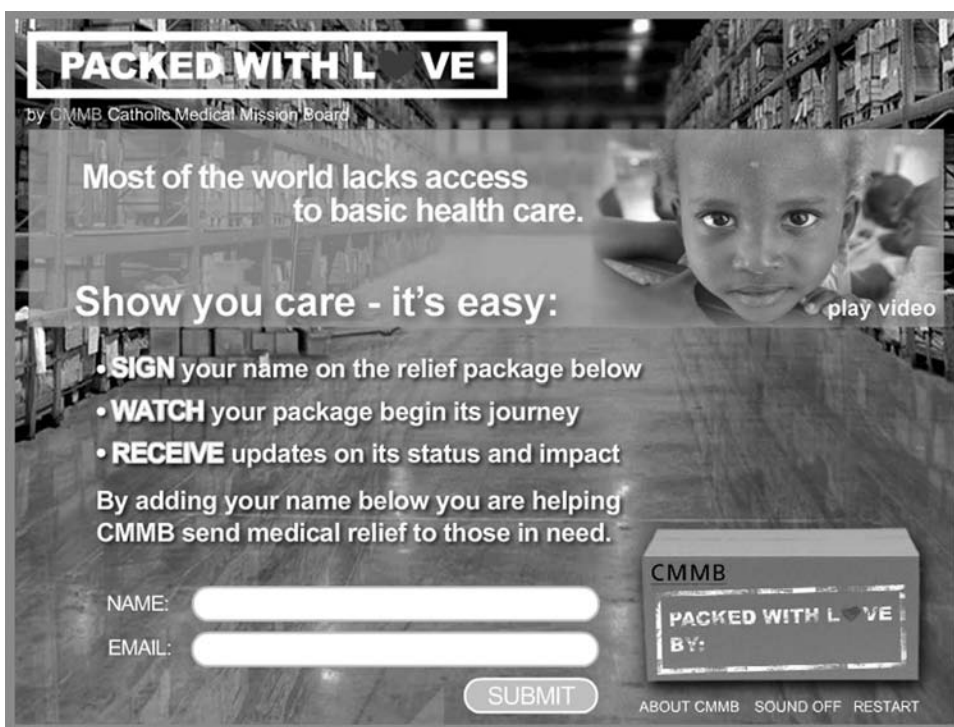 PACKED WITH L❤VE
by CMMB Catholic Medical Mission Board
Most of the world lacks access
to basic health care.
Show you care - it's easy:
play video
• SIGN your name on the relief package below
• WATCH your package begin its journey
• RECEIVE updates on its status and impact
By adding your name below you are helping
CMMB send medical relief to those in need.
NAME:
EMAIL:
SUBMIT
CMMB
PACKED WITH L❤VE
BY:
ABOUT CMMB SOUND OFF RESTART